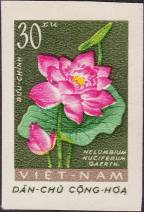 30 XU
BƯU-CHÍNH
NELUMBIUM
NUCIFERUM
GAERTN.
VIỆT-NAM
DÂN-CHỦ CỘNG-HÒA